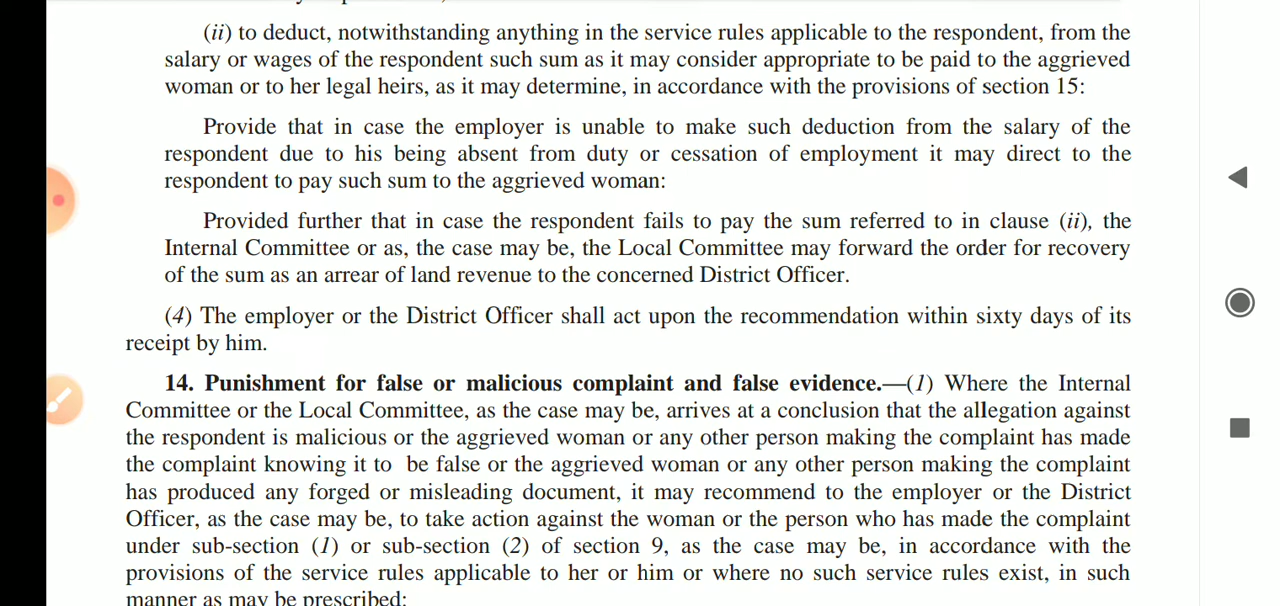 (ii) to deduct, notwithstanding anything in the service rules applicable to the respondent, from the
salary or wages of the respondent such sum as it may consider appropriate to be paid to the aggrieved
woman or to her legal heirs, as it may determine, in accordance with the provisions of section 15:
Provide that in case the employer is unable to make such deduction from the salary of the
respondent due to his being absent from duty or cessation of employment it may direct to the
respondent to pay such sum to the aggrieved woman:
Provided further that in case the respondent fails to pay the sum referred to in clause (ii), the
Internal Committee or as, the case may be, the Local Committee may forward the order for recovery
of the sum as an arrear of land revenue to the concerned District Officer.
(4) The employer or the District Officer shall act upon the recommendation within sixty days of its
receipt by him.
14. Punishment for false or malicious complaint and false evidence.—(1) Where the Internal
Committee or the Local Committee, as the case may be, arrives at a conclusion that the allegation against
the respondent is malicious or the aggrieved woman or any other person making the complaint has made
the complaint knowing it to be false or the aggrieved woman or any other person making the complaint
has produced any forged or misleading document, it may recommend to the employer or the District
Officer, as the case may be, to take action against the woman or the person who has made the complaint
under sub-section (1) or sub-section (2) of section 9, as the case may be, in accordance with the
provisions of the service rules applicable to her or him or where no such service rules exist, in such
manner as may be prescribed: